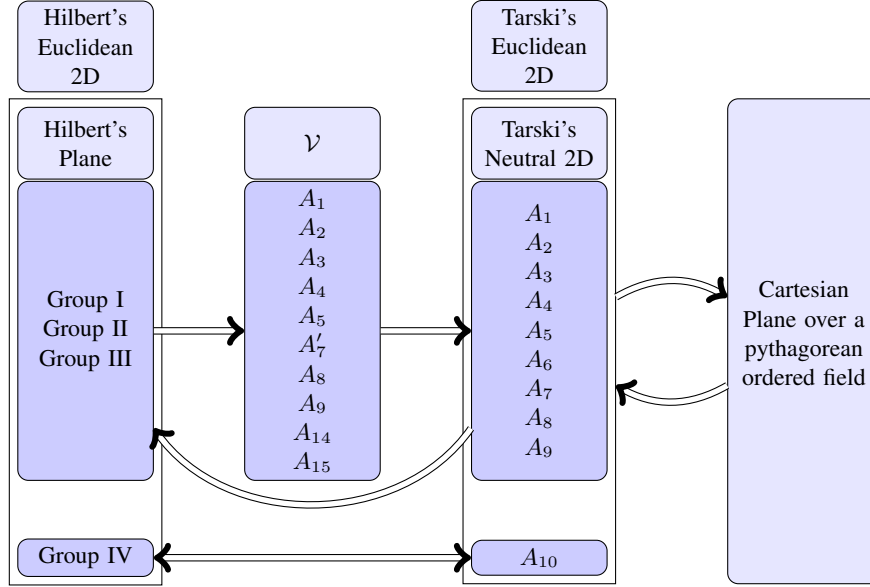 Hilbert's
Euclidean
2D
Tarski's
Euclidean
2D
Hilbert's
Plane
𝒱
Tarski's
Neutral 2D
Group I
Group II
Group III
A₁
A₂
A₃
A₄
A₅
A′₇
A₈
A₉
A₁₄
A₁₅
A₁
A₂
A₃
A₄
A₅
A₆
A₇
A₈
A₉
Cartesian
Plane over a
pythagorean
ordered field
Group IV
A₁₀